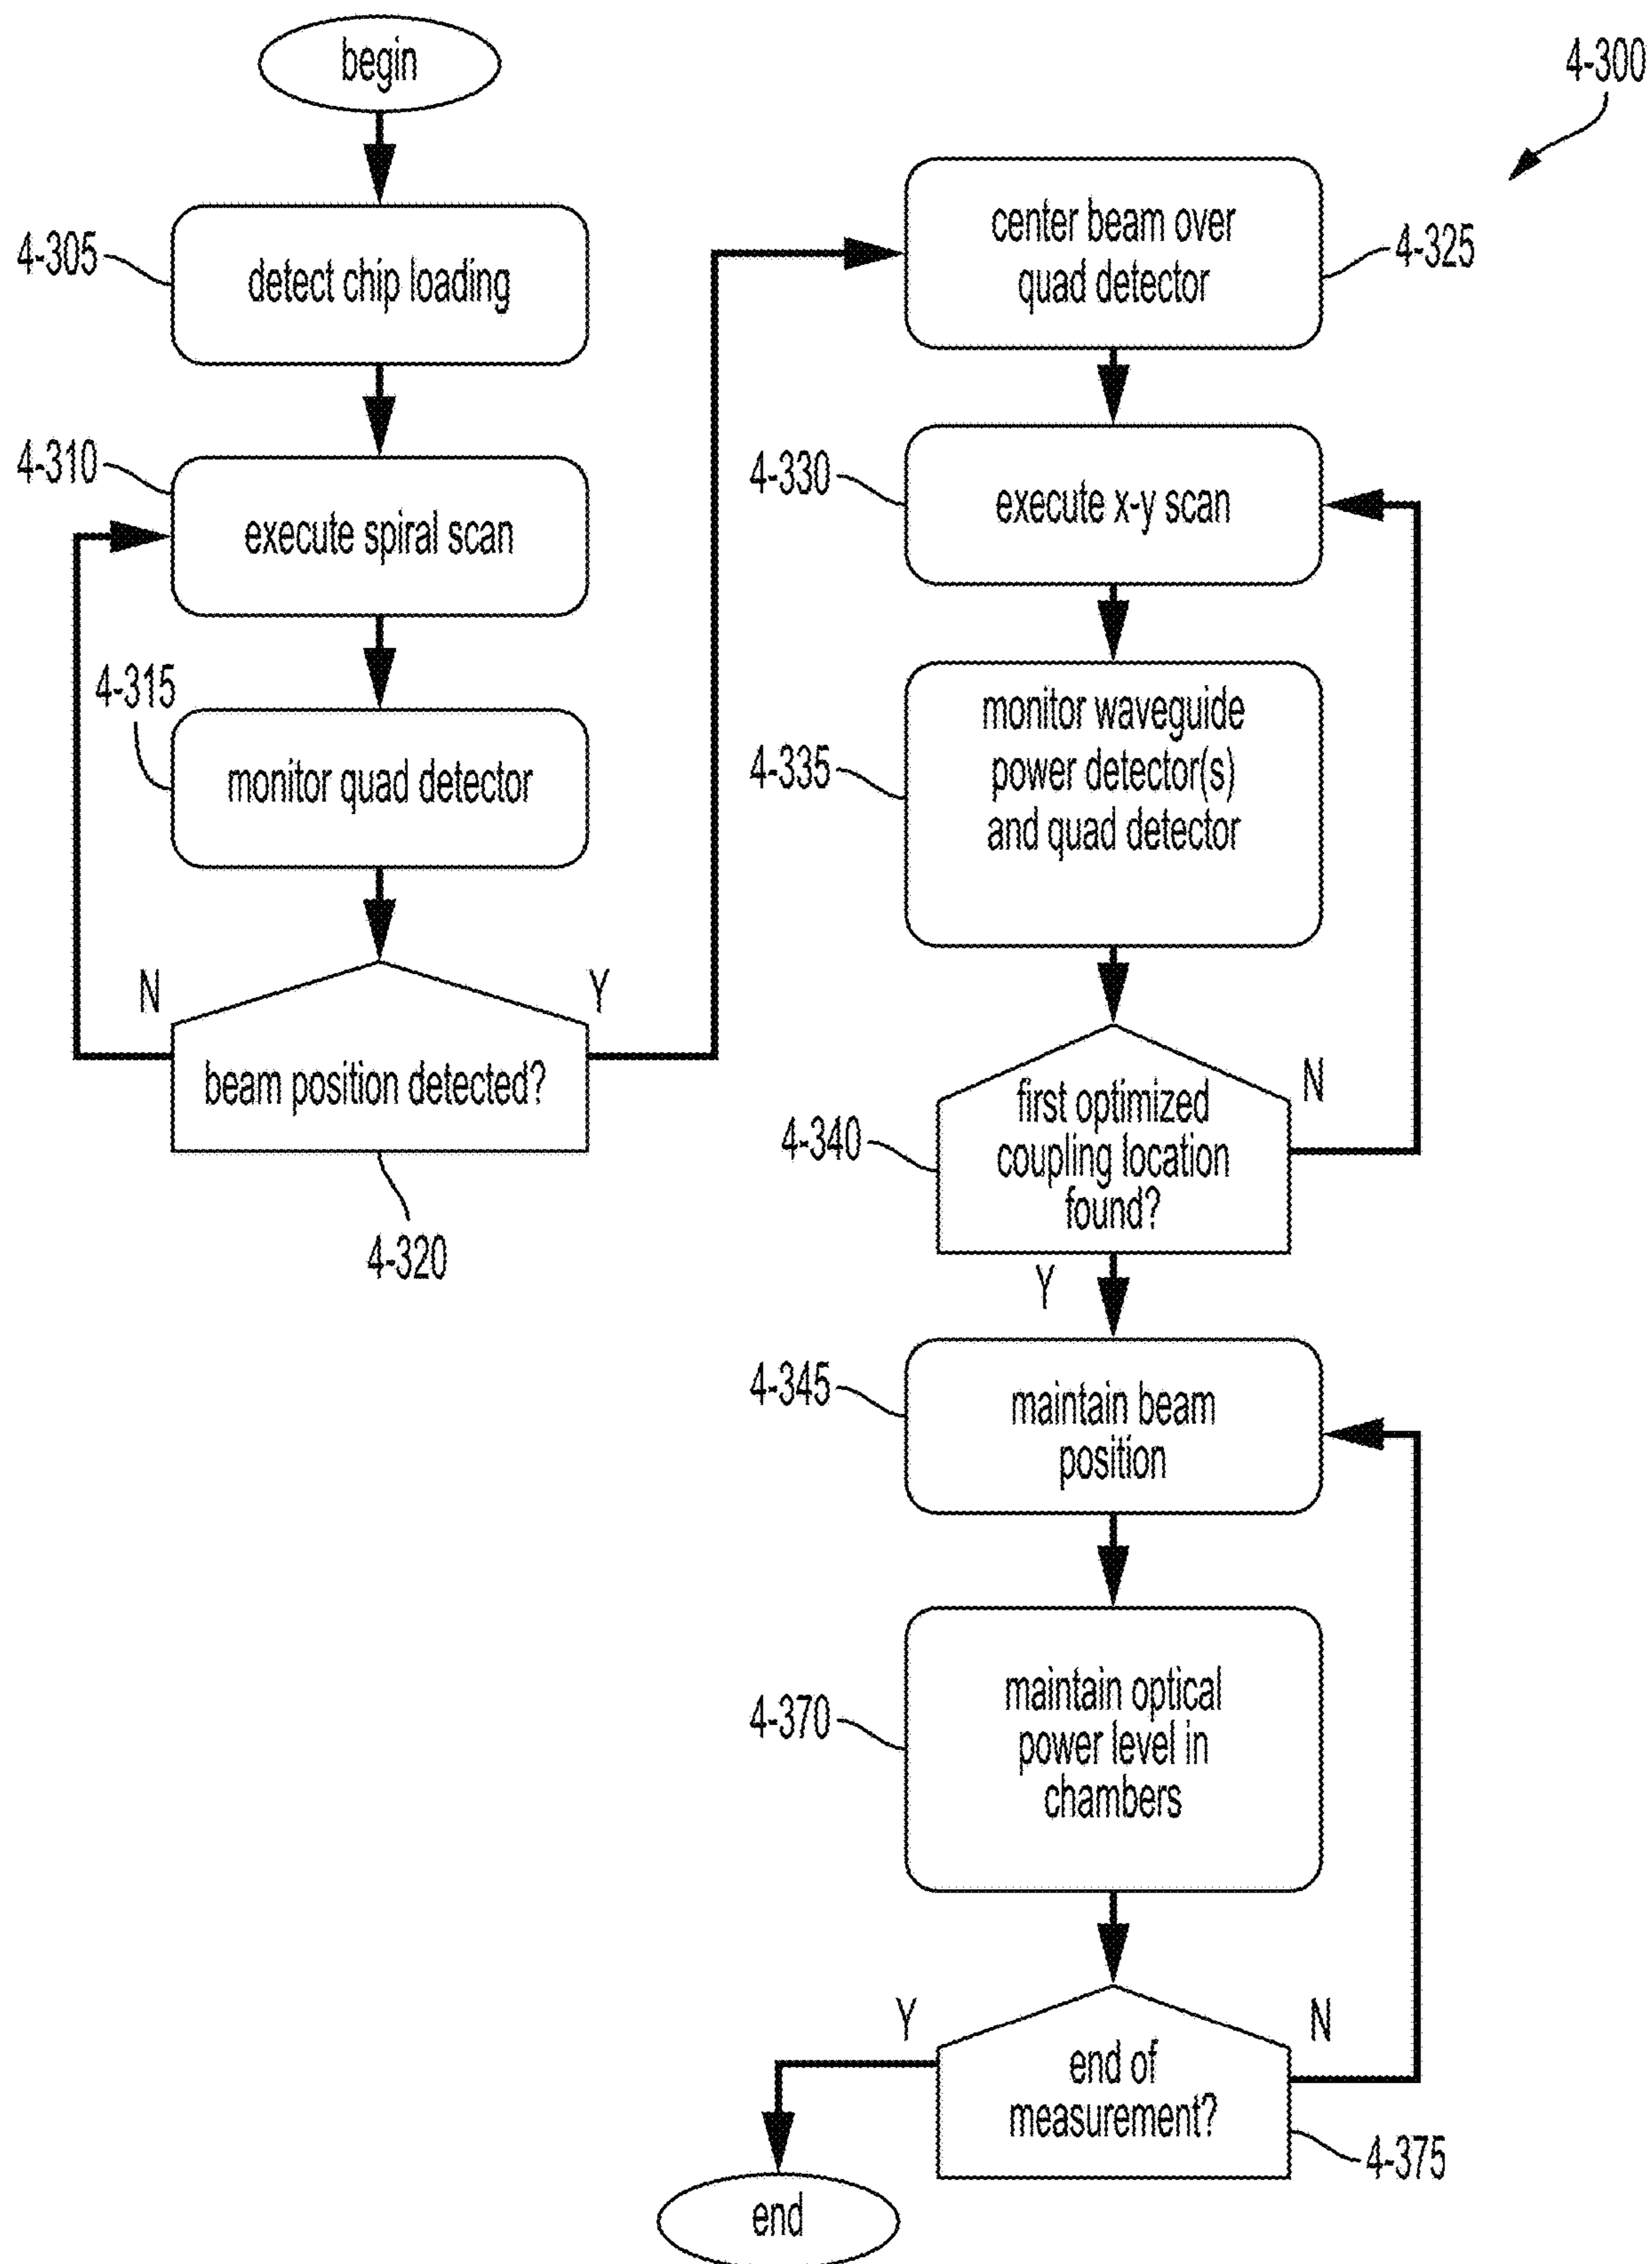 begin
4-300
4-305
detect chip loading
4-310
execute spiral scan
4-315
monitor quad detector
N
Y
beam position detected?
4-320
center beam over
quad detector
4-325
4-330
execute x-y scan
4-335
monitor waveguide
power detector(s)
and quad detector
4-340
first optimized
coupling location
found?
N
Y
4-345
maintain beam
position
4-370
maintain optical
power level in
chambers
Y
N
end of
measurement?
4-375
end